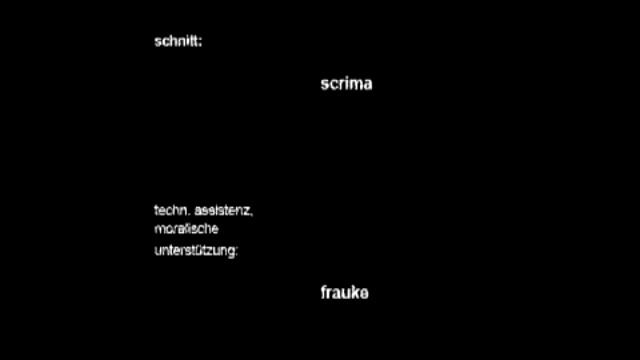 schnitt:
scrima
techn. assistenz,
moralische
unterstützung:
frauke